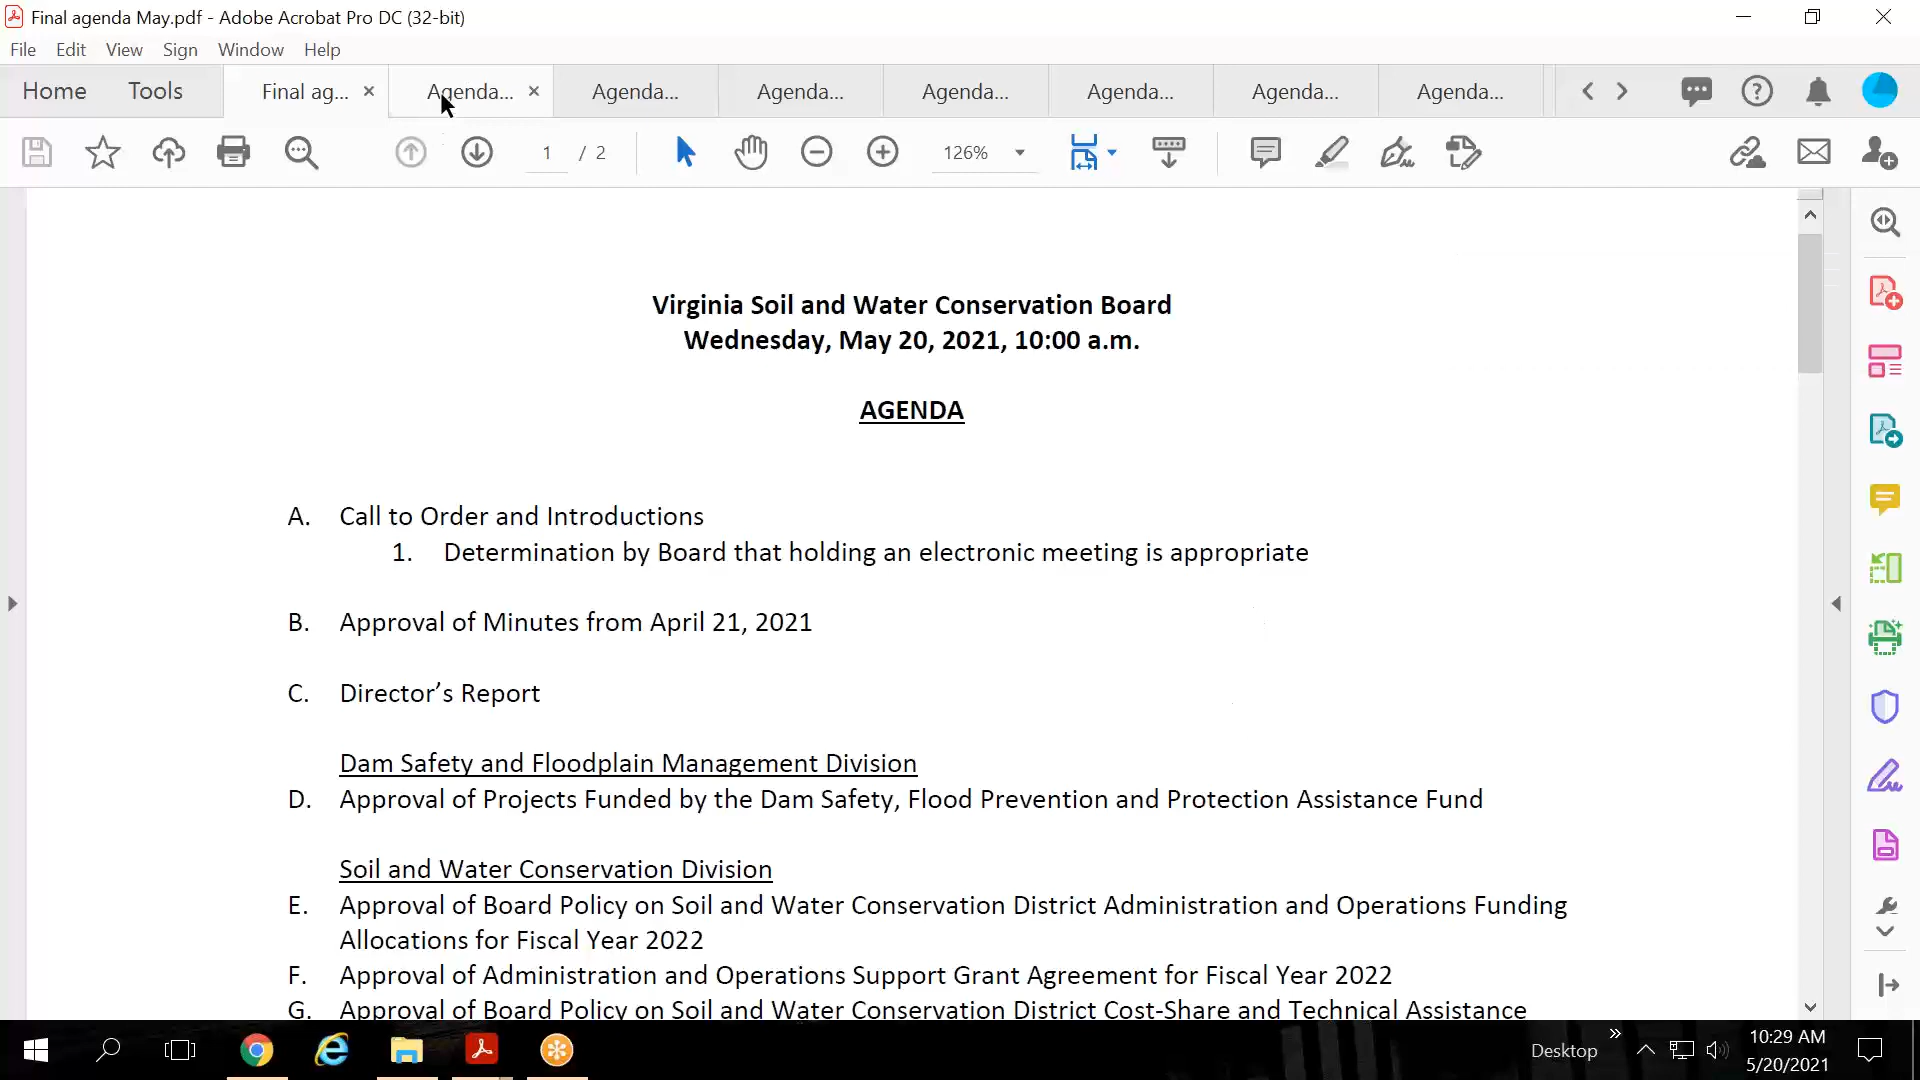 Final agenda May.pdf - Adobe Acrobat Pro DC (32-bit)
File Edit View Sign Window Help
Home Tools Final ag... Agenda... Agenda... Agenda... Agenda... Agenda... Agenda... Agenda...
1 / 2 126%
Virginia Soil and Water Conservation Board
Wednesday, May 20, 2021, 10:00 a.m.
AGENDA
A. Call to Order and Introductions
1. Determination by Board that holding an electronic meeting is appropriate
B. Approval of Minutes from April 21, 2021
C. Director’s Report
Dam Safety and Floodplain Management Division
D. Approval of Projects Funded by the Dam Safety, Flood Prevention and Protection Assistance Fund
Soil and Water Conservation Division
E. Approval of Board Policy on Soil and Water Conservation District Administration and Operations Funding
Allocations for Fiscal Year 2022
F. Approval of Administration and Operations Support Grant Agreement for Fiscal Year 2022
G. Approval of Board Policy on Soil and Water Conservation District Cost-Share and Technical Assistance
Desktop
10:29 AM
5/20/2021